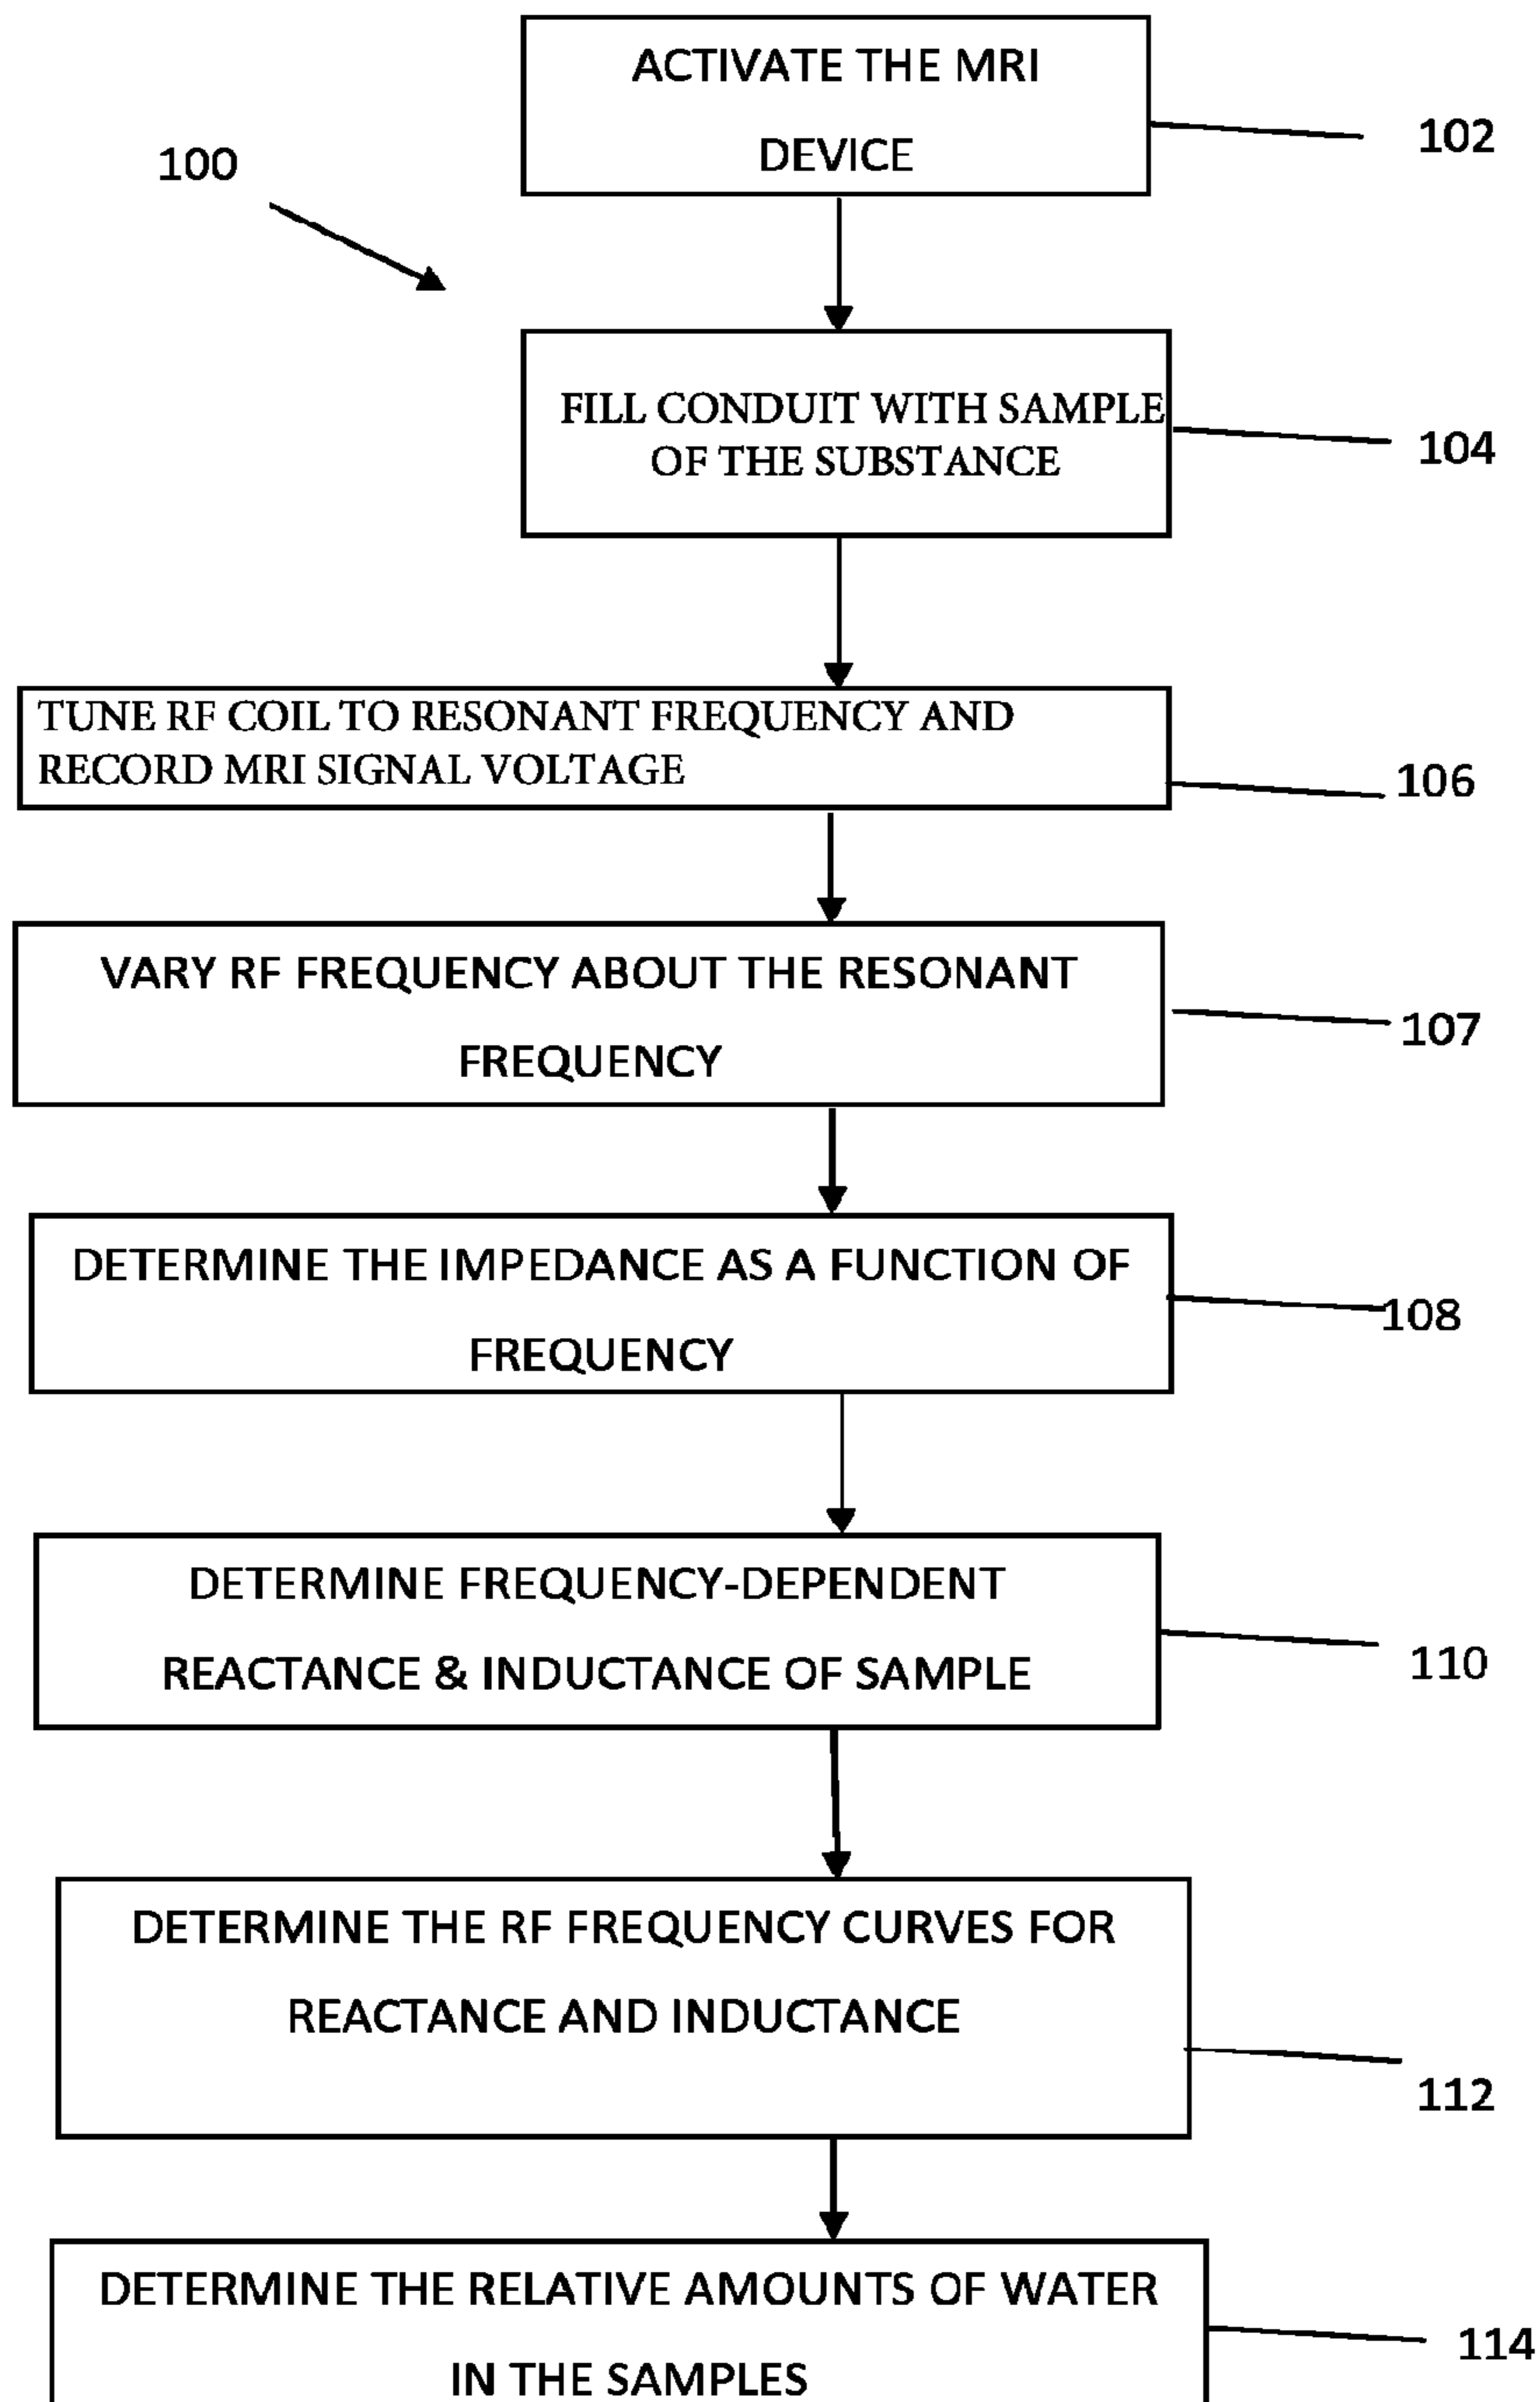 ACTIVATE THE MRI
DEVICE
102
100
FILL CONDUIT WITH SAMPLE
OF THE SUBSTANCE
104
TUNE RF COIL TO RESONANT FREQUENCY AND
RECORD MRI SIGNAL VOLTAGE
106
VARY RF FREQUENCY ABOUT THE RESONANT
FREQUENCY
107
DETERMINE THE IMPEDANCE AS A FUNCTION OF
FREQUENCY
108
DETERMINE FREQUENCY-DEPENDENT
REACTANCE & INDUCTANCE OF SAMPLE
110
DETERMINE THE RF FREQUENCY CURVES FOR
REACTANCE AND INDUCTANCE
112
DETERMINE THE RELATIVE AMOUNTS OF WATER
IN THE SAMPLES
114